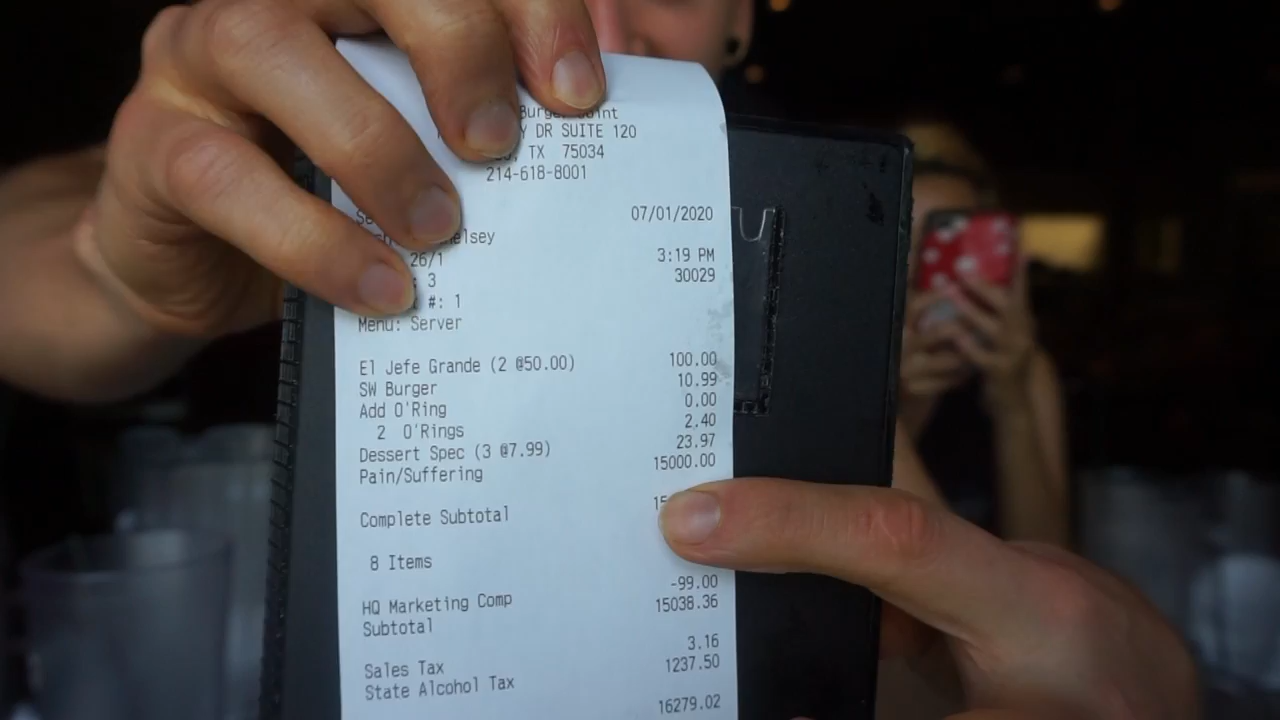 DR SUITE 120
TX 75034
214-618-8001
07/01/2020
26/1 3:19 PM
3 30029
#: 1
Menu: Server
El Jefe Grande (2 @50.00) 100.00
SW Burger 10.99
Add O'Ring 0.00
2 O'Rings 2.40
Dessert Spec (3 @7.99) 23.97
Pain/Suffering 15000.00
Complete Subtotal
8 Items
HQ Marketing Comp -99.00
Subtotal 15038.36
Sales Tax 3.16
State Alcohol Tax 1237.50
16279.02